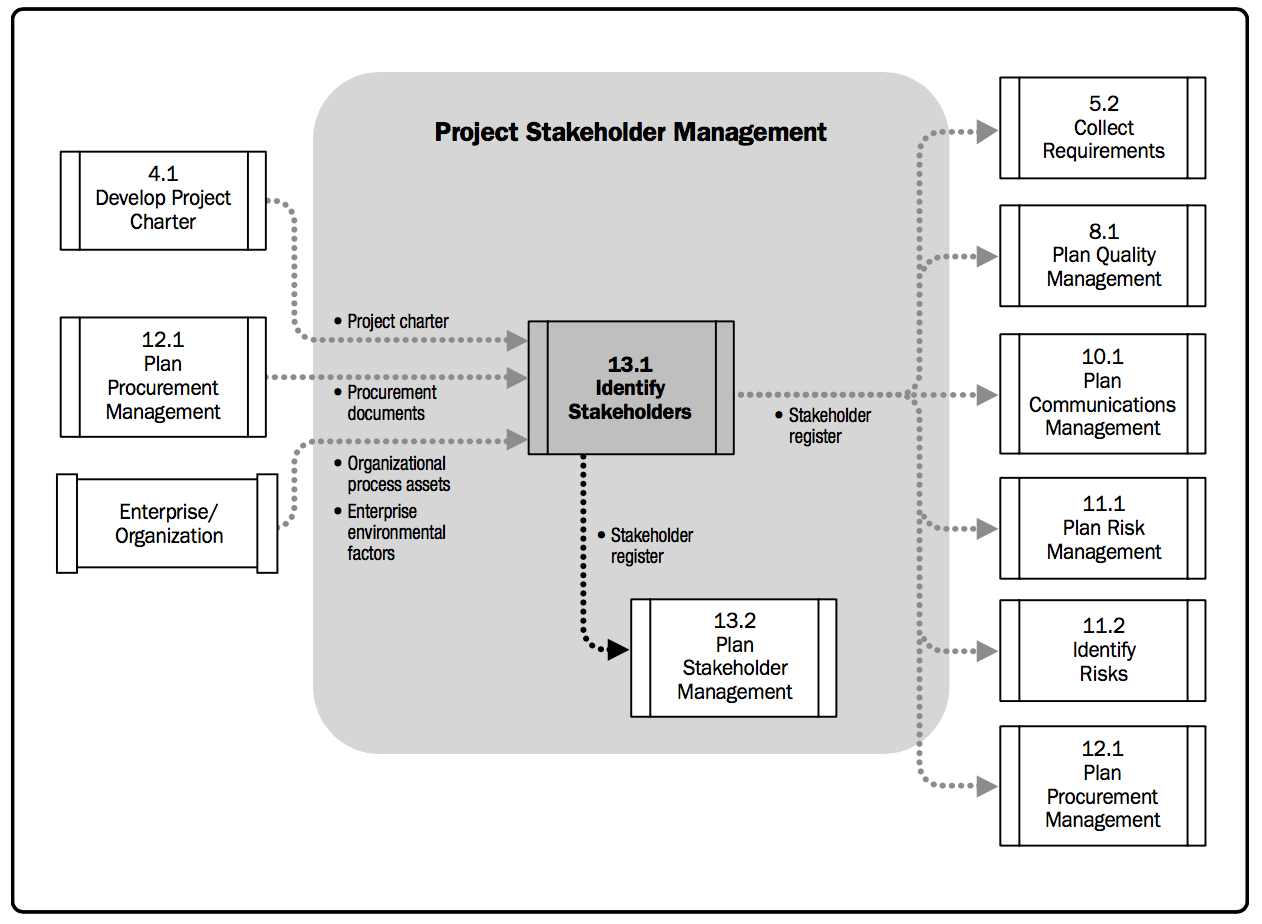 Project Stakeholder Management
4.1
Develop Project
Charter
12.1
Plan
Procurement
Management
Enterprise/
Organization
• Project charter
• Procurement
documents
• Organizational
process assets
• Enterprise
environmental
factors
13.1
Identify
Stakeholders
• Stakeholder
register
• Stakeholder
register
13.2
Plan
Stakeholder
Management
5.2
Collect
Requirements
8.1
Plan Quality
Management
10.1
Plan
Communications
Management
11.1
Plan Risk
Management
11.2
Identify
Risks
12.1
Plan
Procurement
Management